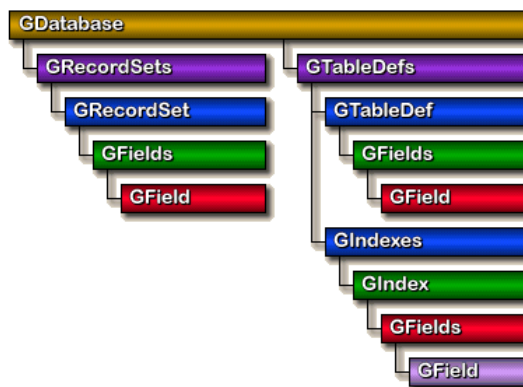 GDatabase
GRecordSets
GRecordSet
GFields
GField
GTableDefs
GTableDef
GFields
GField
GIndexes
GIndex
GFields
GField